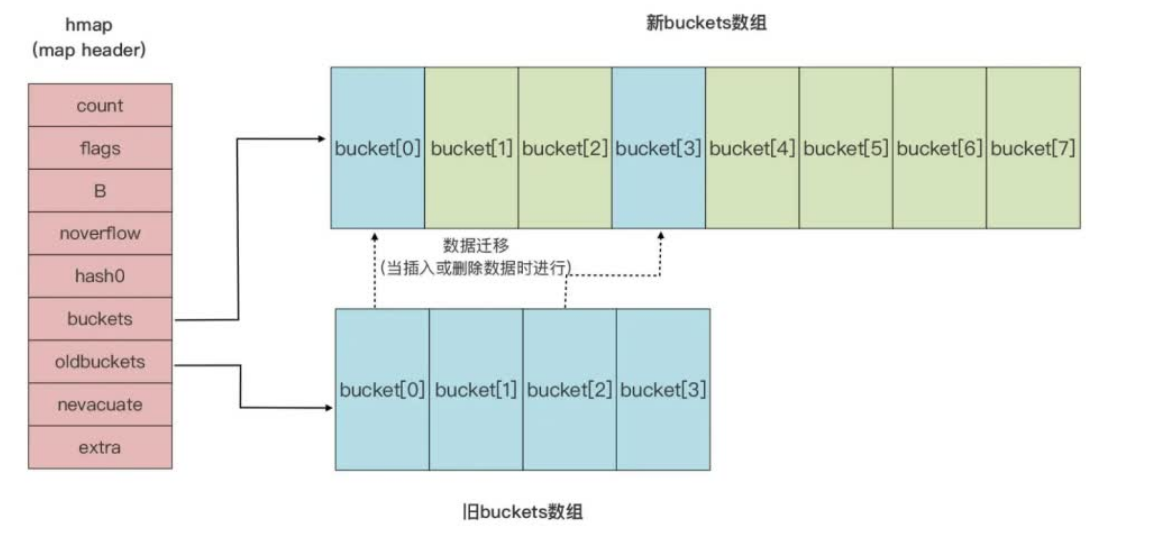 hmap
(map header)
count
flags
B
noverflow
hash0
buckets
oldbuckets
nevacuate
extra
新buckets数组
bucket[0] bucket[1] bucket[2] bucket[3] bucket[4] bucket[5] bucket[6] bucket[7]
数据迁移
(当插入或删除数据时进行)
bucket[0] bucket[1] bucket[2] bucket[3]
旧buckets数组